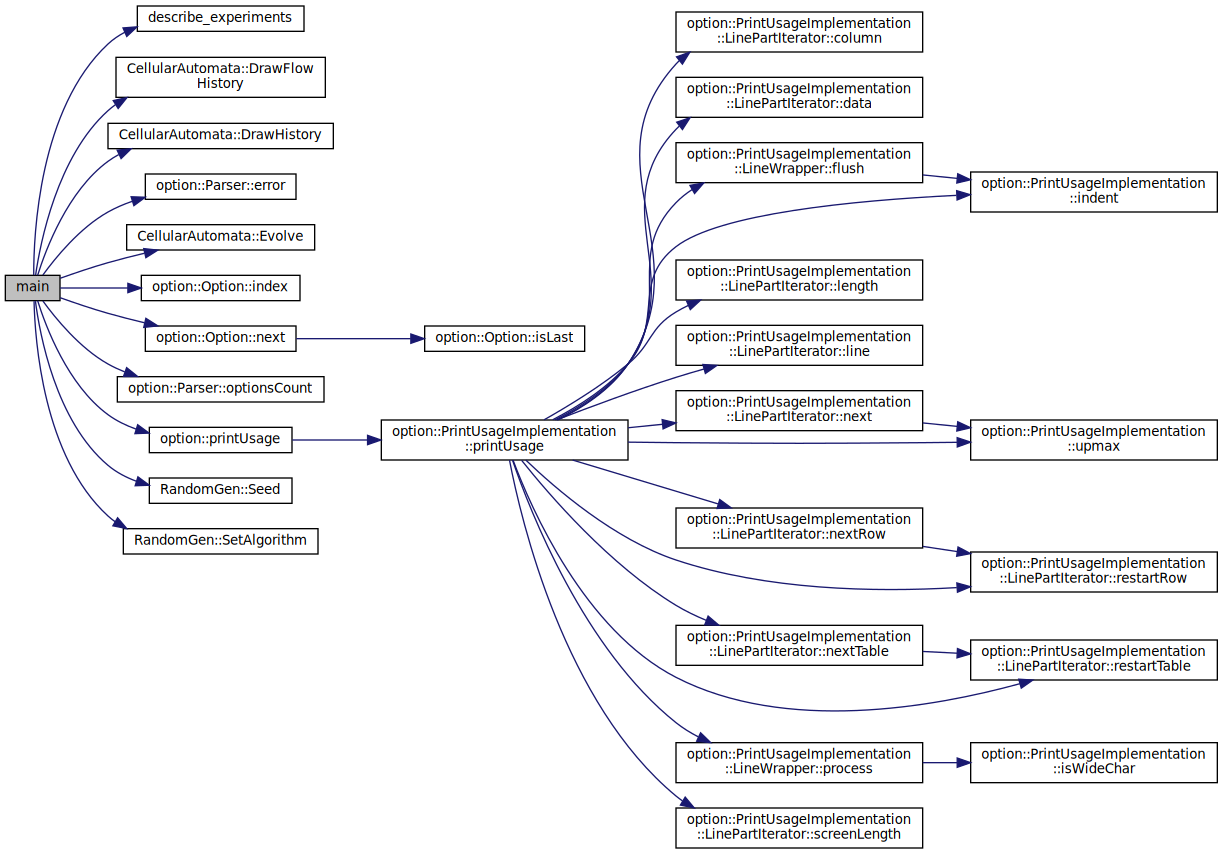 main
describe_experiments
CellularAutomata::DrawFlow
History
CellularAutomata::DrawHistory
option::Parser::error
CellularAutomata::Evolve
option::Option::index
option::Option::next
option::Parser::optionsCount
option::printUsage
RandomGen::Seed
RandomGen::SetAlgorithm
option::Option::isLast
option::PrintUsageImplementation
::printUsage
option::PrintUsageImplementation
::LinePartIterator::column
option::PrintUsageImplementation
::LinePartIterator::data
option::PrintUsageImplementation
::LineWrapper::flush
option::PrintUsageImplementation
::LinePartIterator::length
option::PrintUsageImplementation
::LinePartIterator::line
option::PrintUsageImplementation
::LinePartIterator::next
option::PrintUsageImplementation
::LinePartIterator::nextRow
option::PrintUsageImplementation
::LinePartIterator::nextTable
option::PrintUsageImplementation
::LineWrapper::process
option::PrintUsageImplementation
::LinePartIterator::screenLength
option::PrintUsageImplementation
::indent
option::PrintUsageImplementation
::upmax
option::PrintUsageImplementation
::LinePartIterator::restartRow
option::PrintUsageImplementation
::LinePartIterator::restartTable
option::PrintUsageImplementation
::isWideChar